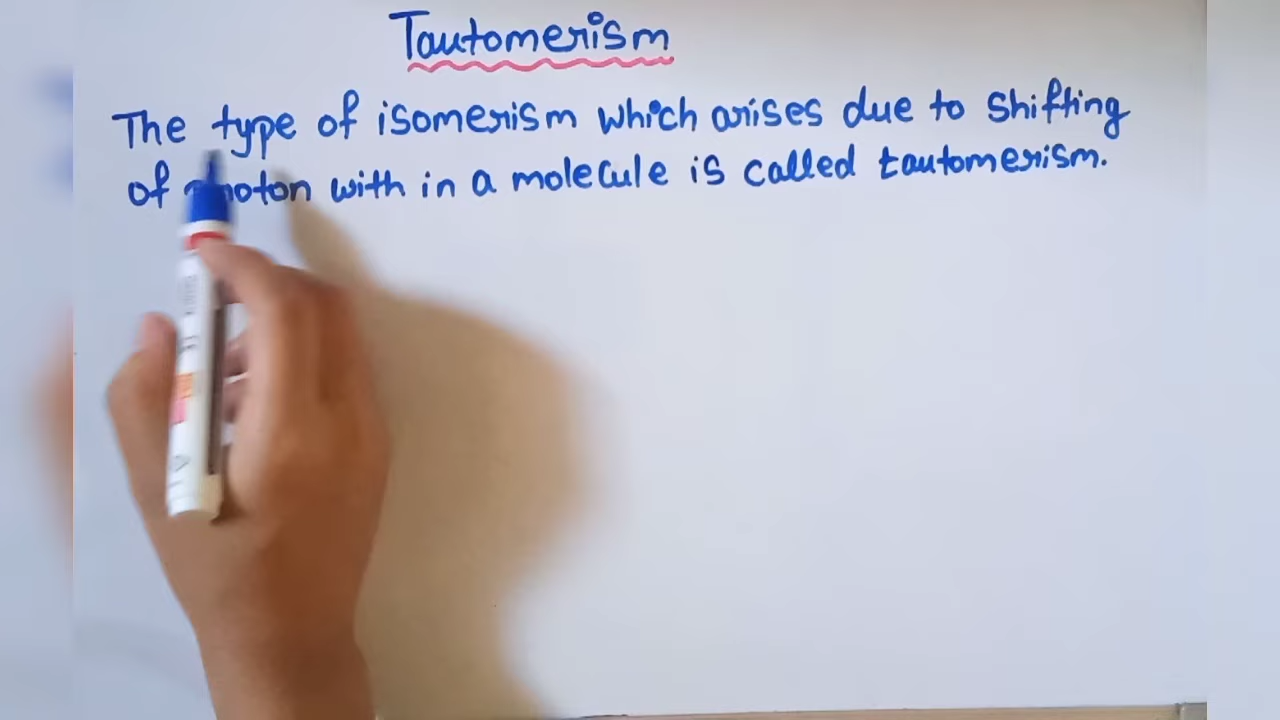 Tautomerism
The type of isomerism which arises due to shifting
of with in a molecule is called tautomerism.